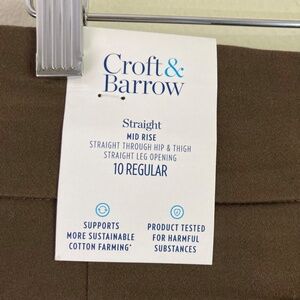 Croft&
Barrow
Straight
MID RISE
STRAIGHT THROUGH HIP & THIGH
STRAIGHT LEG OPENING
10 REGULAR
SUPPORTS
MORE SUSTAINABLE
COTTON FARMING*
PRODUCT TESTED
FOR HARMFUL
SUBSTANCES